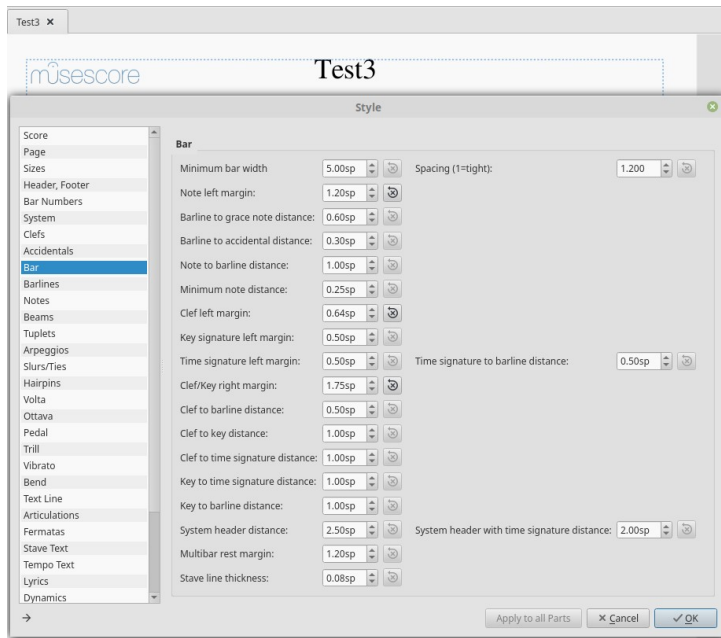 Test3 ✕
musescore
Test3
Style
Score
Page
Sizes
Header, Footer
Bar Numbers
System
Clefs
Accidentals
Bar
Barlines
Notes
Beams
Tuplets
Arpeggios
Slurs/Ties
Hairpins
Volta
Ottava
Pedal
Trill
Vibrato
Bend
Text Line
Articulations
Fermatas
Stave Text
Tempo Text
Lyrics
Dynamics
Bar
Minimum bar width 5.00sp Spacing (1=tight): 1.200
Note left margin: 1.20sp
Barline to grace note distance: 0.60sp
Barline to accidental distance: 0.30sp
Note to barline distance: 1.00sp
Minimum note distance: 0.25sp
Clef left margin: 0.64sp
Key signature left margin: 0.50sp
Time signature left margin: 0.50sp Time signature to barline distance: 0.50sp
Clef/Key right margin: 1.75sp
Clef to barline distance: 0.50sp
Clef to key distance: 1.00sp
Clef to time signature distance: 1.00sp
Key to time signature distance: 1.00sp
Key to barline distance: 1.00sp
System header distance: 2.50sp System header with time signature distance: 2.00sp
Multibar rest margin: 1.20sp
Stave line thickness: 0.08sp
Apply to all Parts ✕ Cancel ✓ OK